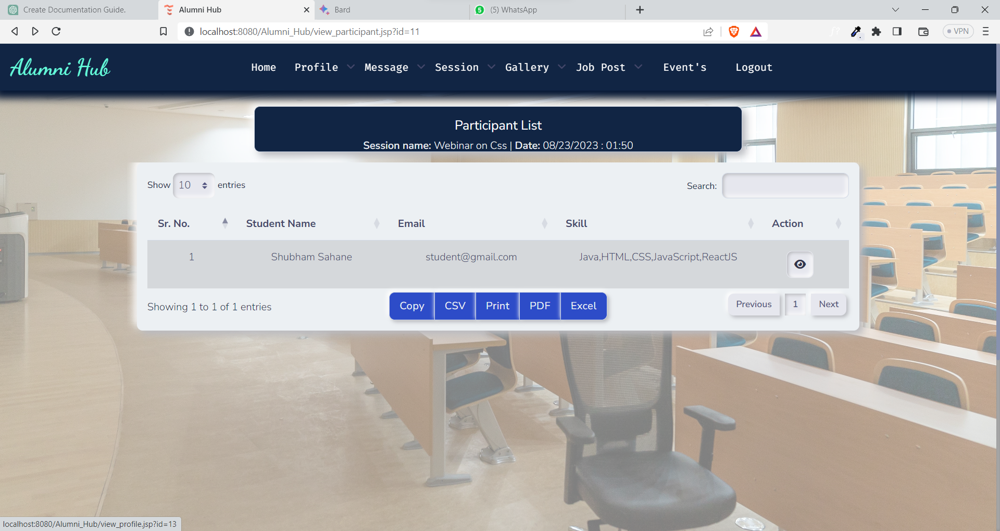 Create Documentation Guide.
Alumni Hub
Bard
5 (5) WhatsApp
localhost:8080/Alumni_Hub/view_participant.jsp?id=11
f?
VPN
Alumni Hub
Home Profile Message Session Gallery Job Post Event's Logout
Participant List
Session name: Webinar on Css | Date: 08/23/2023 : 01:50
Show 10 entries
Search:
Sr. No. Student Name Email Skill Action
1 Shubham Sahane student@gmail.com Java,HTML,CSS,JavaScript,ReactJS
Showing 1 to 1 of 1 entries
Copy CSV Print PDF Excel
Previous 1 Next
localhost:8080/Alumni_Hub/view_profile.jsp?id=13